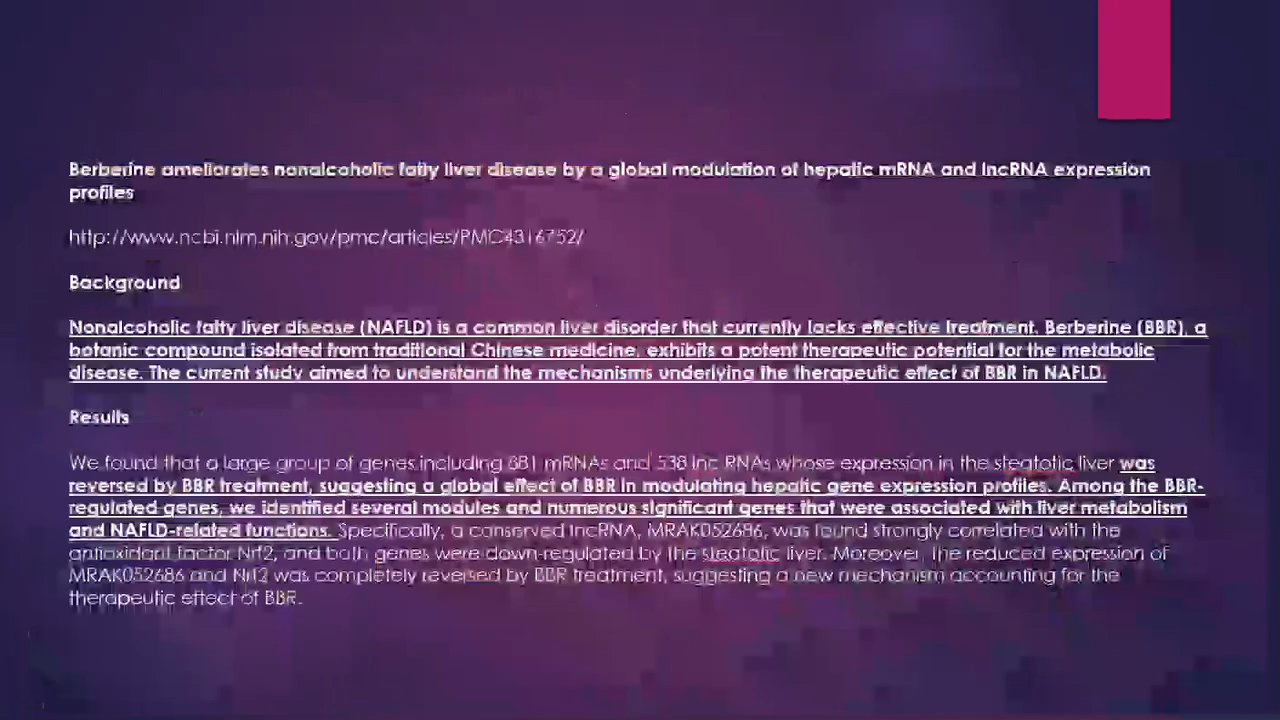 Berberine ameliorates nonalcoholic fatty liver disease by a global modulation of hepatic mRNA and lncRNA expression
profiles
http://www.ncbi.nlm.nih.gov/pmc/articles/PMC4316752/
Background
Nonalcoholic fatty liver disease (NAFLD) is a common liver disorder that currently lacks effective treatment. Berberine (BBR), a
botanic compound isolated from traditional Chinese medicine, exhibits a potent therapeutic potential for the metabolic
disease. The current study aimed to understand the mechanisms underlying the therapeutic effect of BBR in NAFLD.
Results
We found that a large group of genes including 881 mRNAs and 538 lnc RNAs whose expression in the steatotic liver was
reversed by BBR treatment, suggesting a global effect of BBR in modulating hepatic gene expression profiles. Among the BBR-
regulated genes, we identified several modules and numerous significant genes that were associated with liver metabolism
and NAFLD-related functions. Specifically, a conserved lncRNA, MRAK052686, was found strongly correlated with the
antioxidant factor Nrf2, and both genes were down-regulated by the steatotic liver. Moreover, the reduced expression of
MRAK052686 and Nrf2 was completely reversed by BBR treatment, suggesting a new mechanism accounting for the
therapeutic effect of BBR.